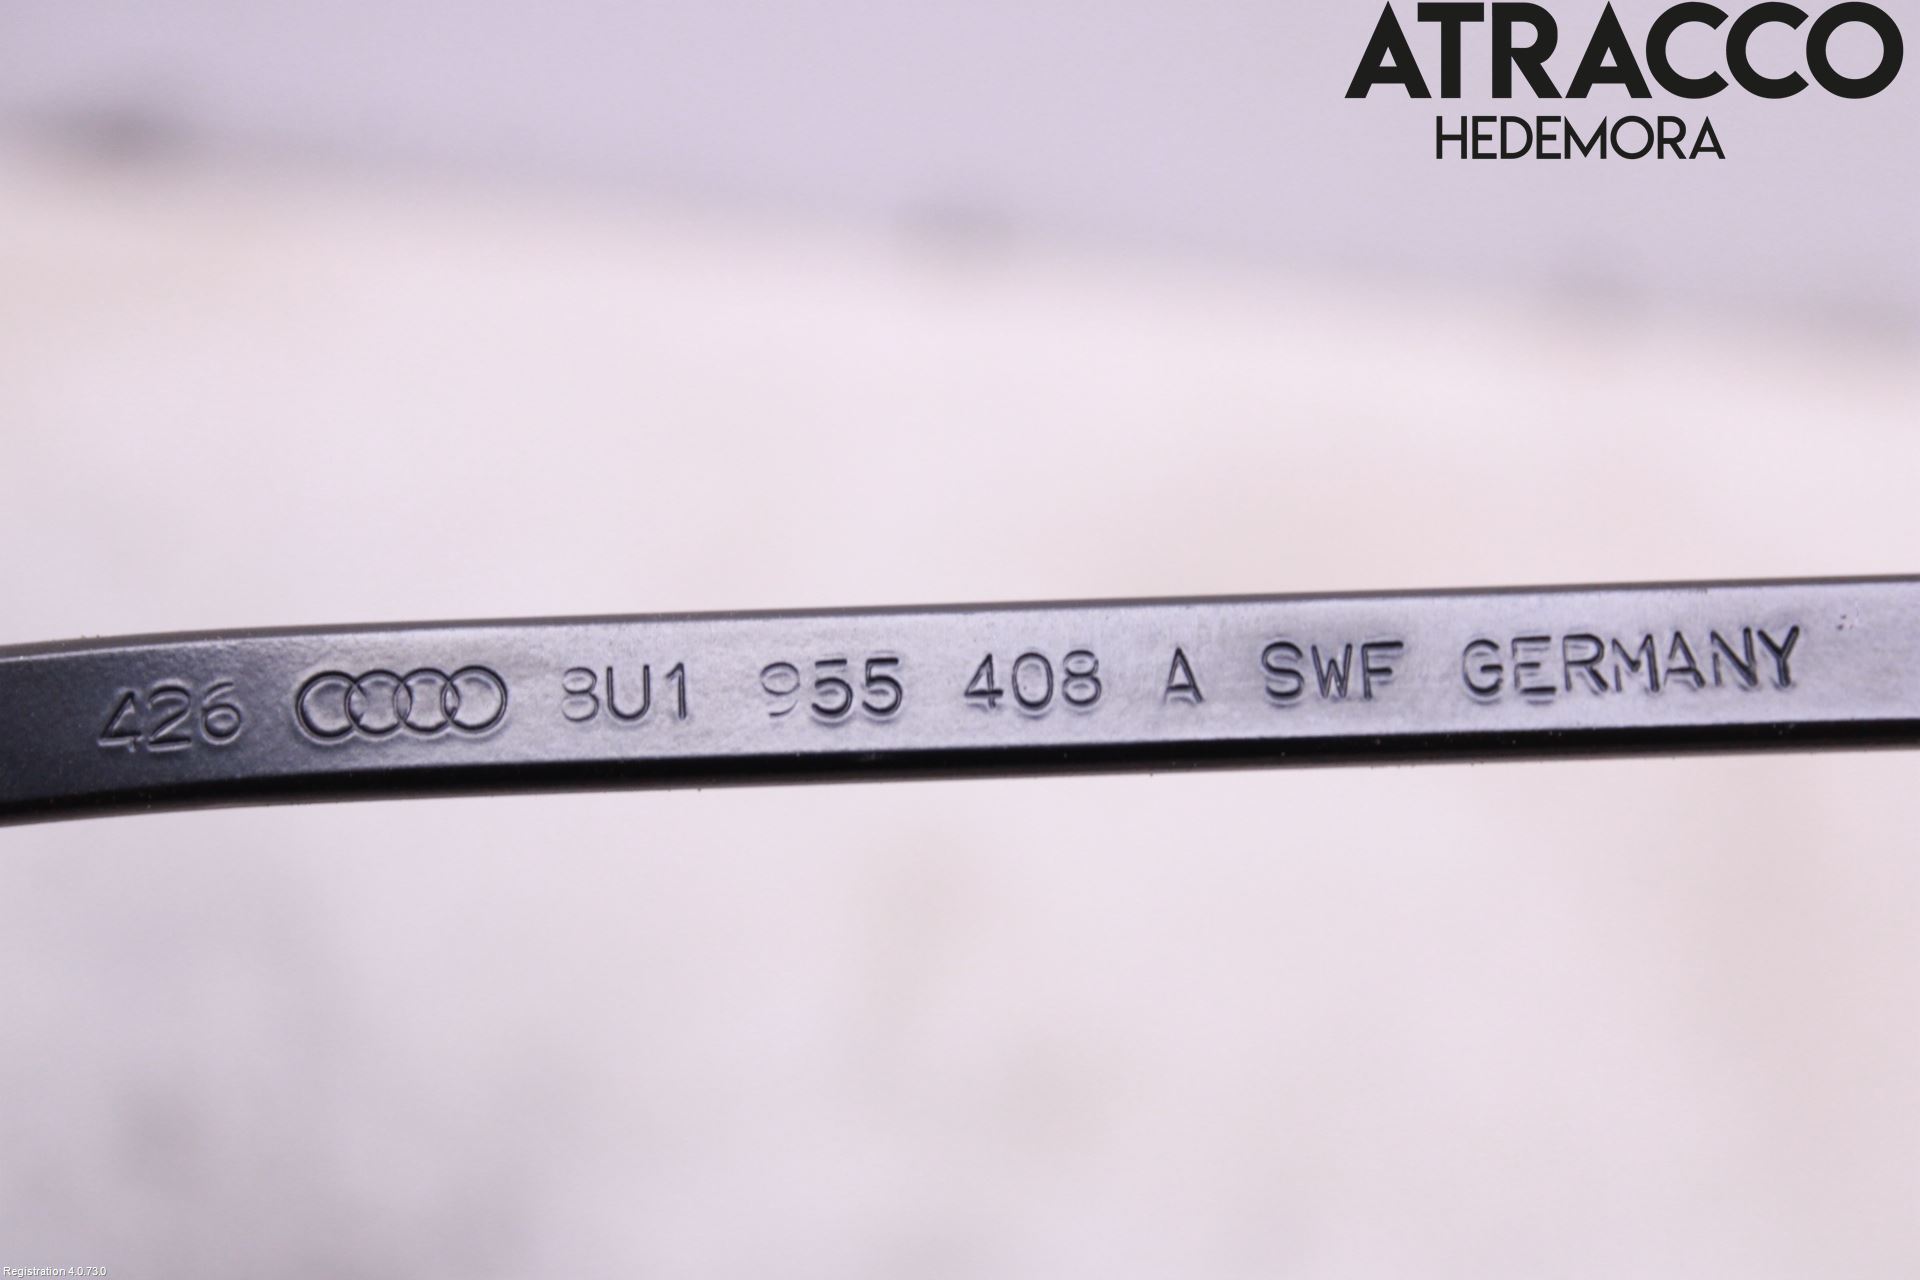 ATRACCO
HEDEMORA
426 8U1 955 408 A SWF GERMANY
Registration 4.0.73.0